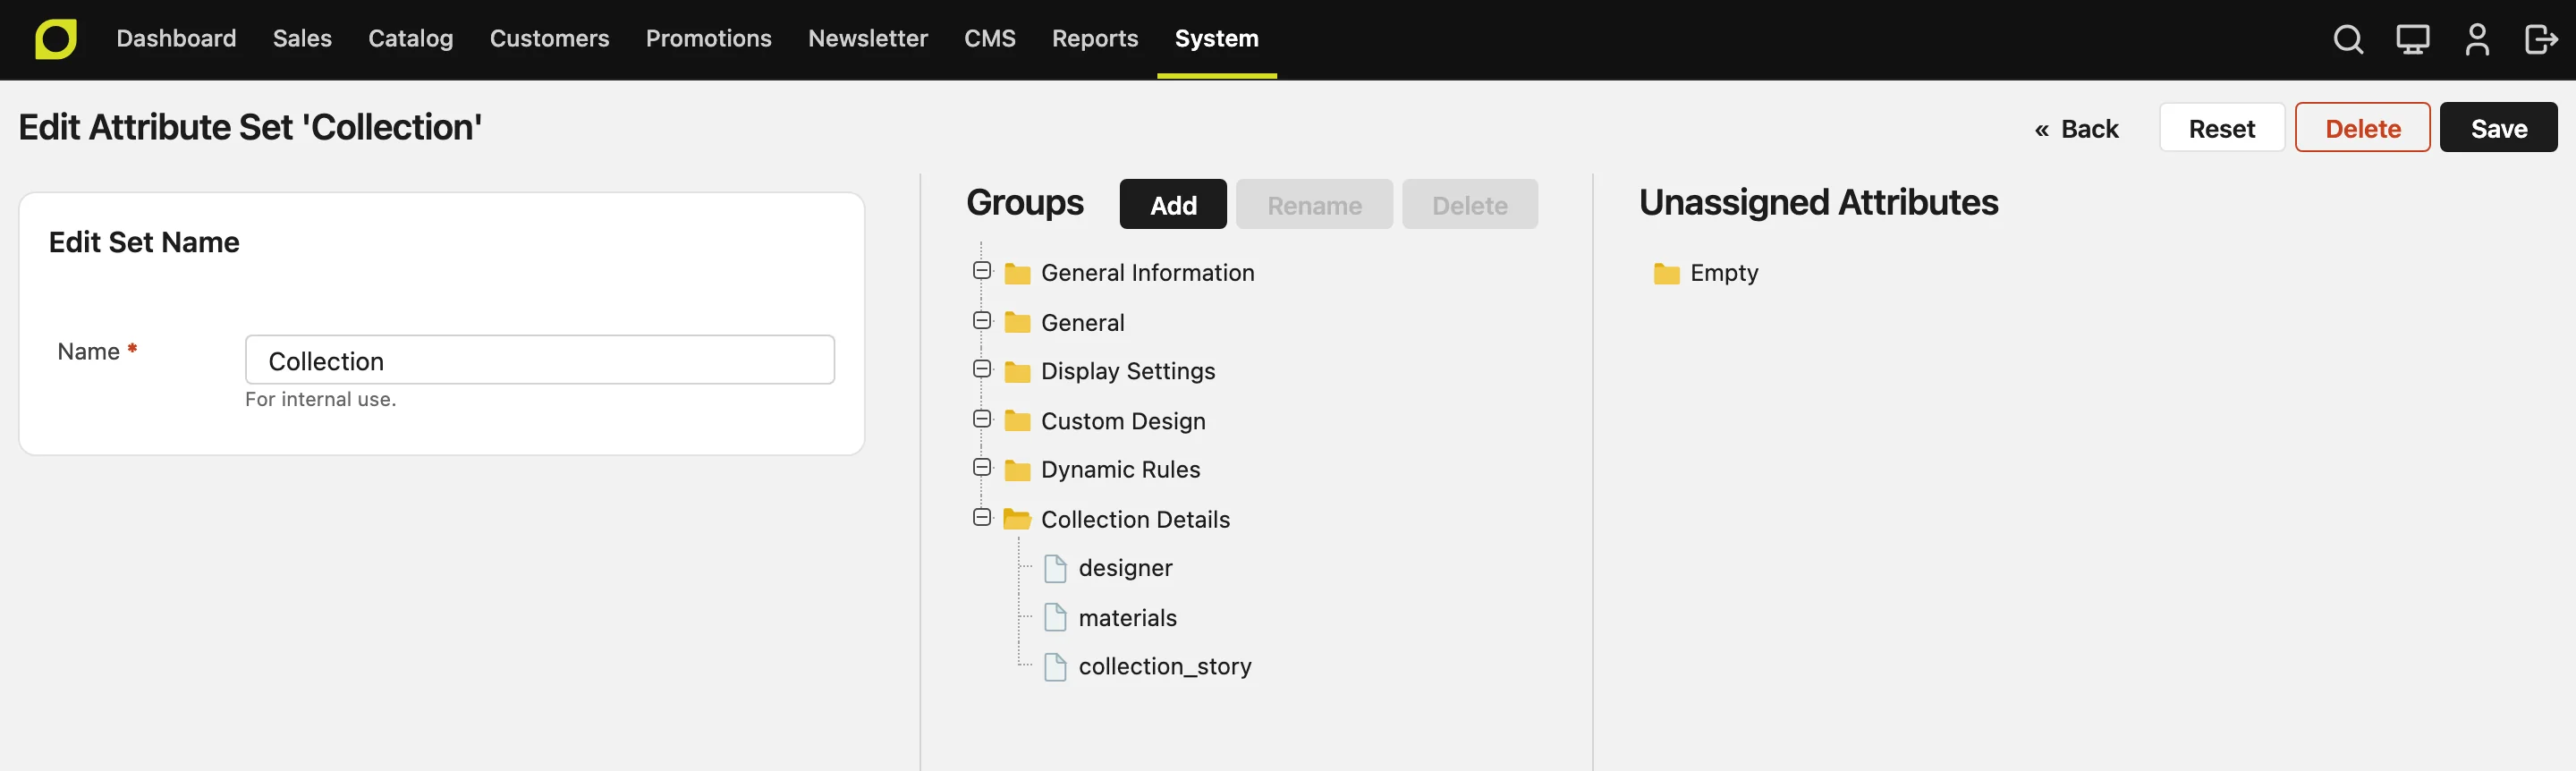 Dashboard Sales Catalog Customers Promotions Newsletter CMS Reports System
Edit Attribute Set 'Collection'
« Back Reset Delete Save
Edit Set Name
Name *
Collection
For internal use.
Groups Add Rename Delete
General Information
General
Display Settings
Custom Design
Dynamic Rules
Collection Details
designer
materials
collection_story
Unassigned Attributes
Empty